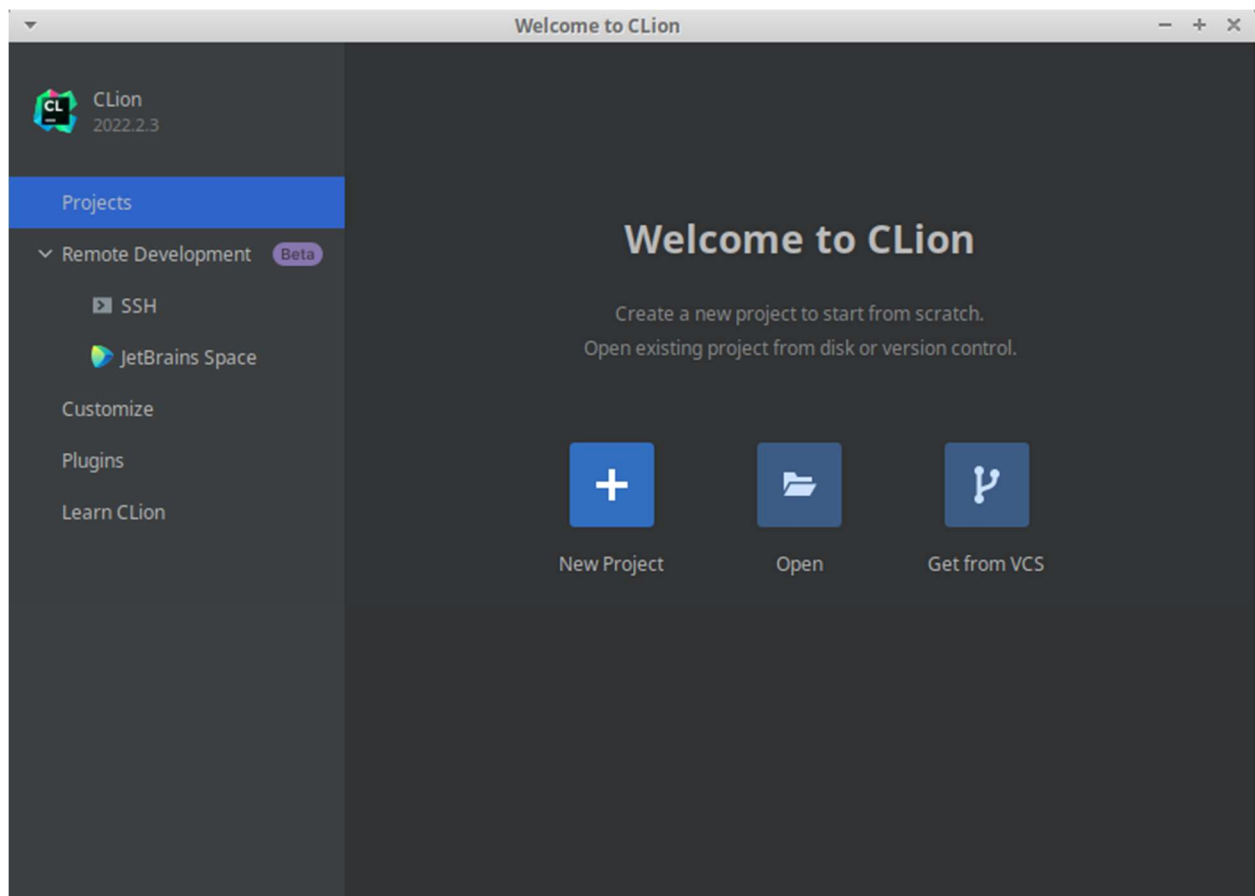 Welcome to CLion
CL
CLion
2022.2.3
Projects
Remote Development Beta
SSH
JetBrains Space
Customize
Plugins
Learn CLion
Welcome to CLion
Create a new project to start from scratch.
Open existing project from disk or version control.
New Project
Open
Get from VCS